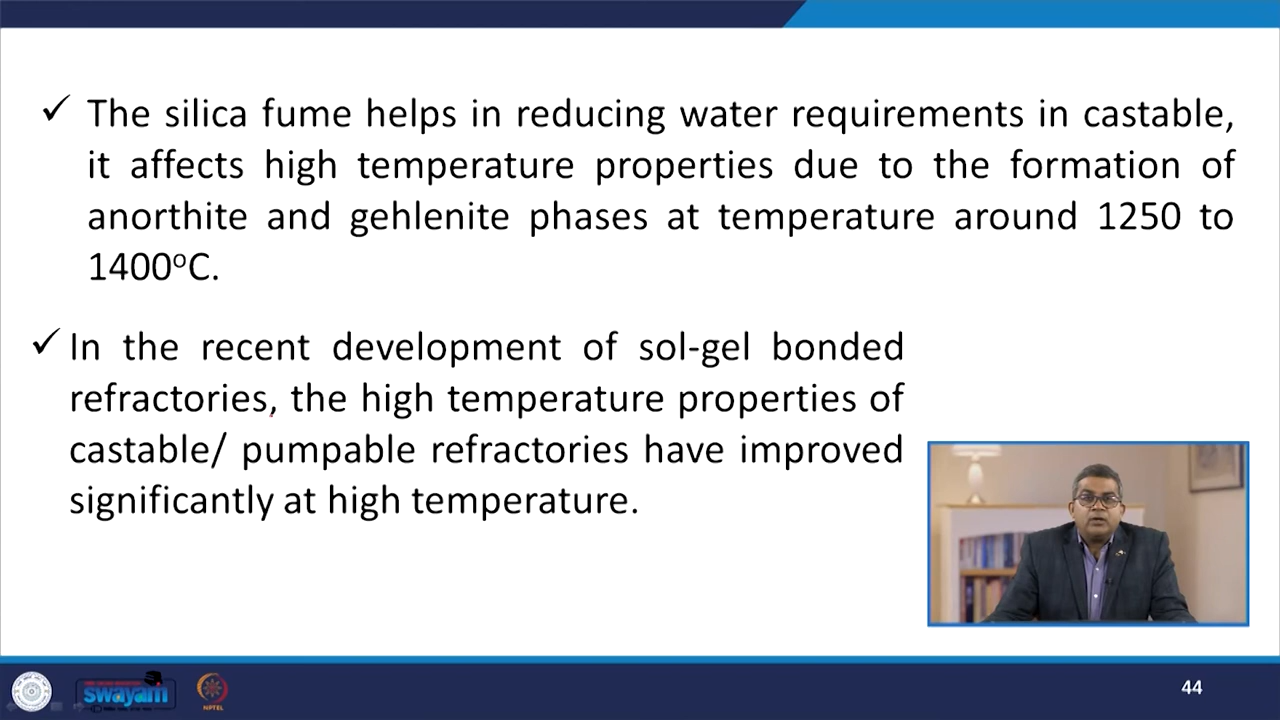 ✓ The silica fume helps in reducing water requirements in castable,
it affects high temperature properties due to the formation of
anorthite and gehlenite phases at temperature around 1250 to
1400ºC.
✓ In the recent development of sol-gel bonded
refractories, the high temperature properties of
castable/ pumpable refractories have improved
significantly at high temperature.
swayam
NPTEL
44